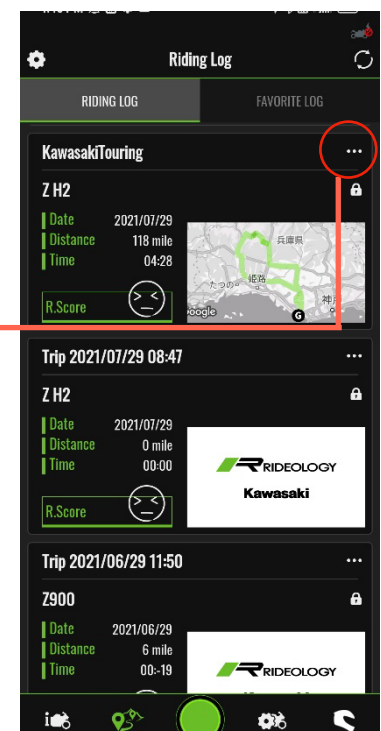 Riding Log
RIDING LOG
FAVORITE LOG
KawasakiTouring
Z H2
Date 2021/07/29
Distance 118 mile
Time 04:28
R.Score
兵庫県
たつの
姫路
神戸
Google
G
Trip 2021/07/29 08:47
Z H2
Date 2021/07/29
Distance 0 mile
Time 00:00
R.Score
RIDEOLOGY
Kawasaki
Trip 2021/06/29 11:50
Z900
Date 2021/06/29
Distance 6 mile
Time 00:-19
RIDEOLOGY